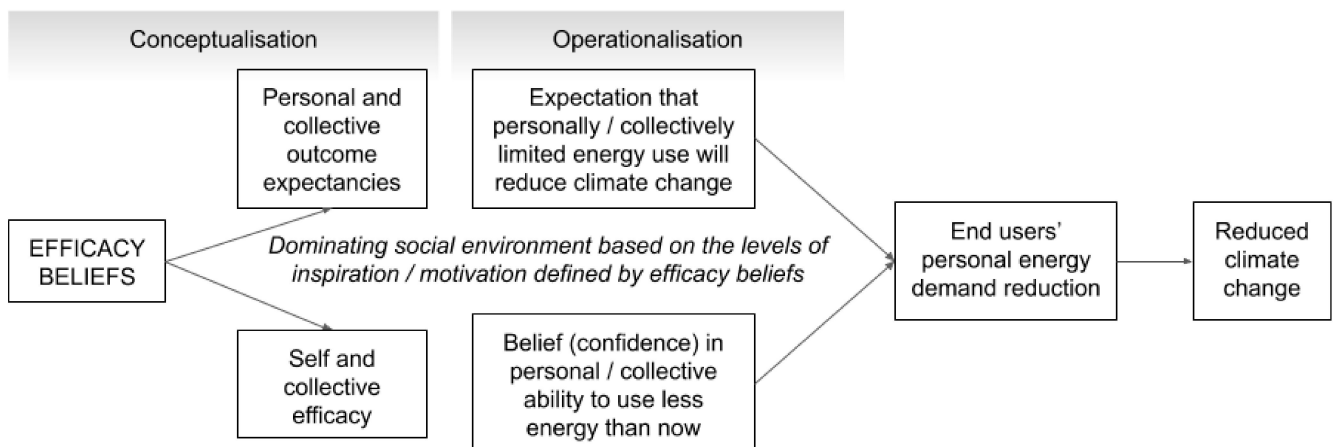 Conceptualisation
Operationalisation
Personal and
collective
outcome
expectancies
Expectation that
personally / collectively
limited energy use will
reduce climate change
EFFICACY
BELIEFS
Dominating social environment based on the levels of
inspiration / motivation defined by efficacy beliefs
End users’
personal energy
demand reduction
Reduced
climate
change
Self and
collective
efficacy
Belief (confidence) in
personal / collective
ability to use less
energy than now